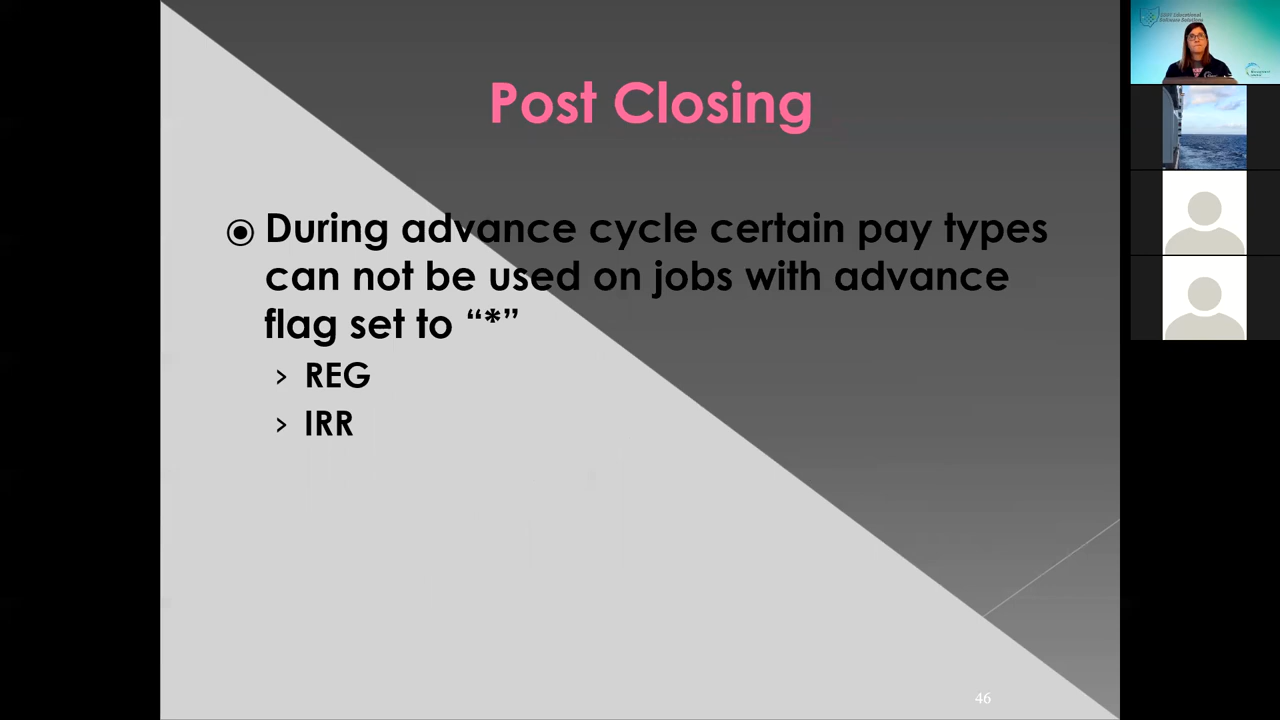 Post Closing
During advance cycle certain pay types
can not be used on jobs with advance
flag set to “*”
REG
IRR
46